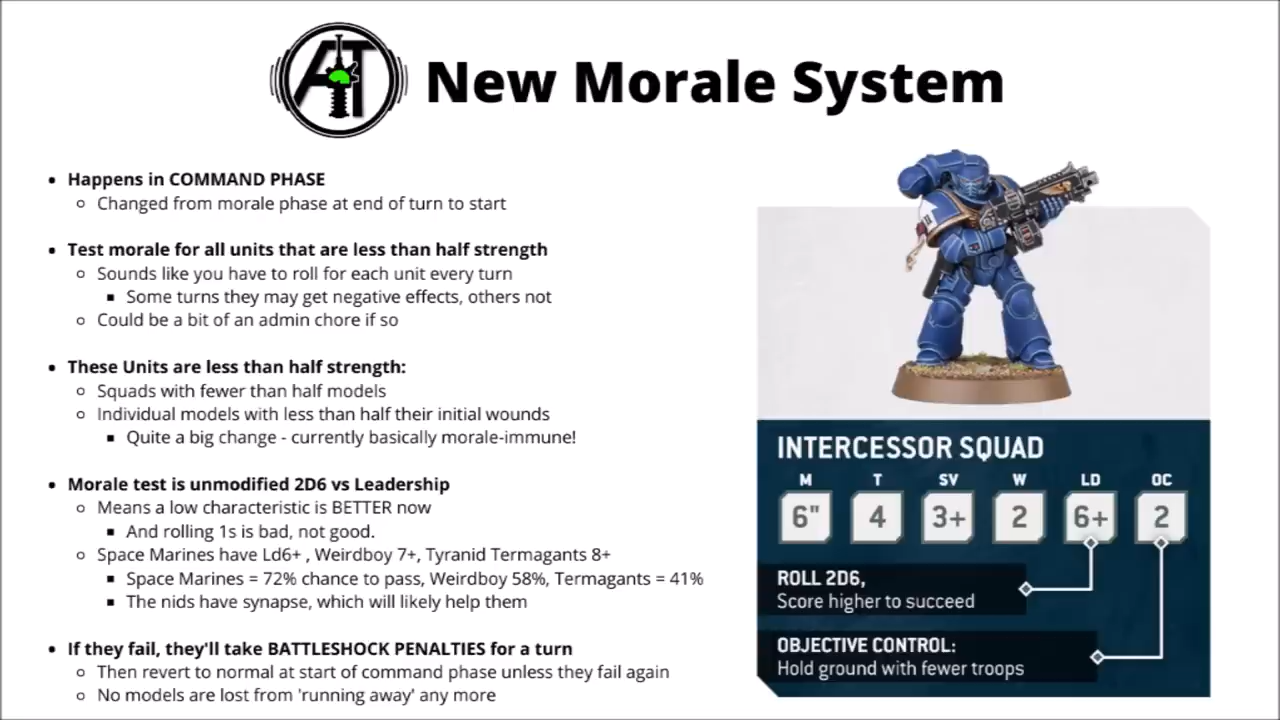 AT
New Morale System
• Happens in COMMAND PHASE
◦ Changed from morale phase at end of turn to start
• Test morale for all units that are less than half strength
◦ Sounds like you have to roll for each unit every turn
▪ Some turns they may get negative effects, others not
◦ Could be a bit of an admin chore if so
• These Units are less than half strength:
◦ Squads with fewer than half models
◦ Individual models with less than half their initial wounds
▪ Quite a big change - currently basically morale-immune!
• Morale test is unmodified 2D6 vs Leadership
◦ Means a low characteristic is BETTER now
▪ And rolling 1s is bad, not good.
◦ Space Marines have Ld6+ , Weirdboy 7+, Tyranid Termagants 8+
▪ Space Marines = 72% chance to pass, Weirdboy 58%, Termagants = 41%
▪ The nids have synapse, which will likely help them
• If they fail, they'll take BATTLESHOCK PENALTIES for a turn
◦ Then revert to normal at start of command phase unless they fail again
◦ No models are lost from 'running away' any more
INTERCESSOR SQUAD
M T SV W LD OC
6" 4 3+ 2 6+ 2
ROLL 2D6,
Score higher to succeed
OBJECTIVE CONTROL:
Hold ground with fewer troops